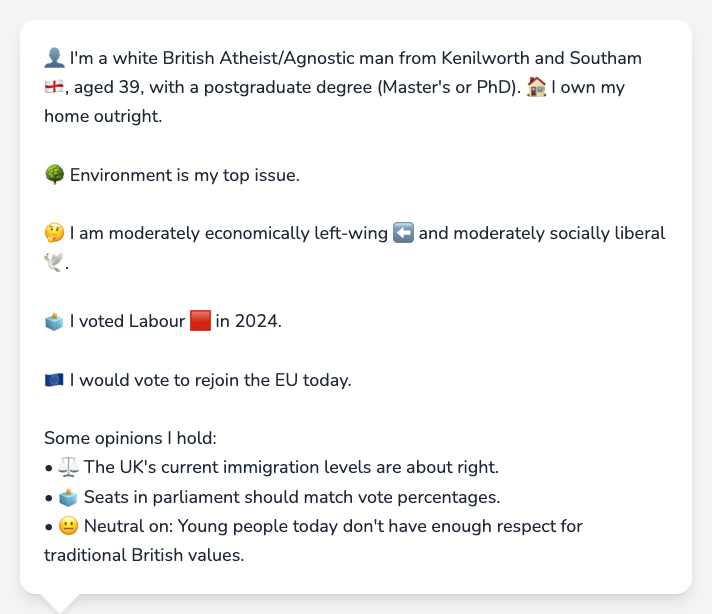 👤 I'm a white British Atheist/Agnostic man from Kenilworth and Southam
🏴󠁧󠁢󠁥󠁮󠁧󠁿, aged 39, with a postgraduate degree (Master's or PhD). 🏠 I own my
home outright.
🌳 Environment is my top issue.
🤔 I am moderately economically left-wing ⬅️ and moderately socially liberal
🕊️.
🗳️ I voted Labour 🟥 in 2024.
🇪🇺 I would vote to rejoin the EU today.
Some opinions I hold:
• ⚖️ The UK's current immigration levels are about right.
• 🗳️ Seats in parliament should match vote percentages.
• 😐 Neutral on: Young people today don't have enough respect for
traditional British values.